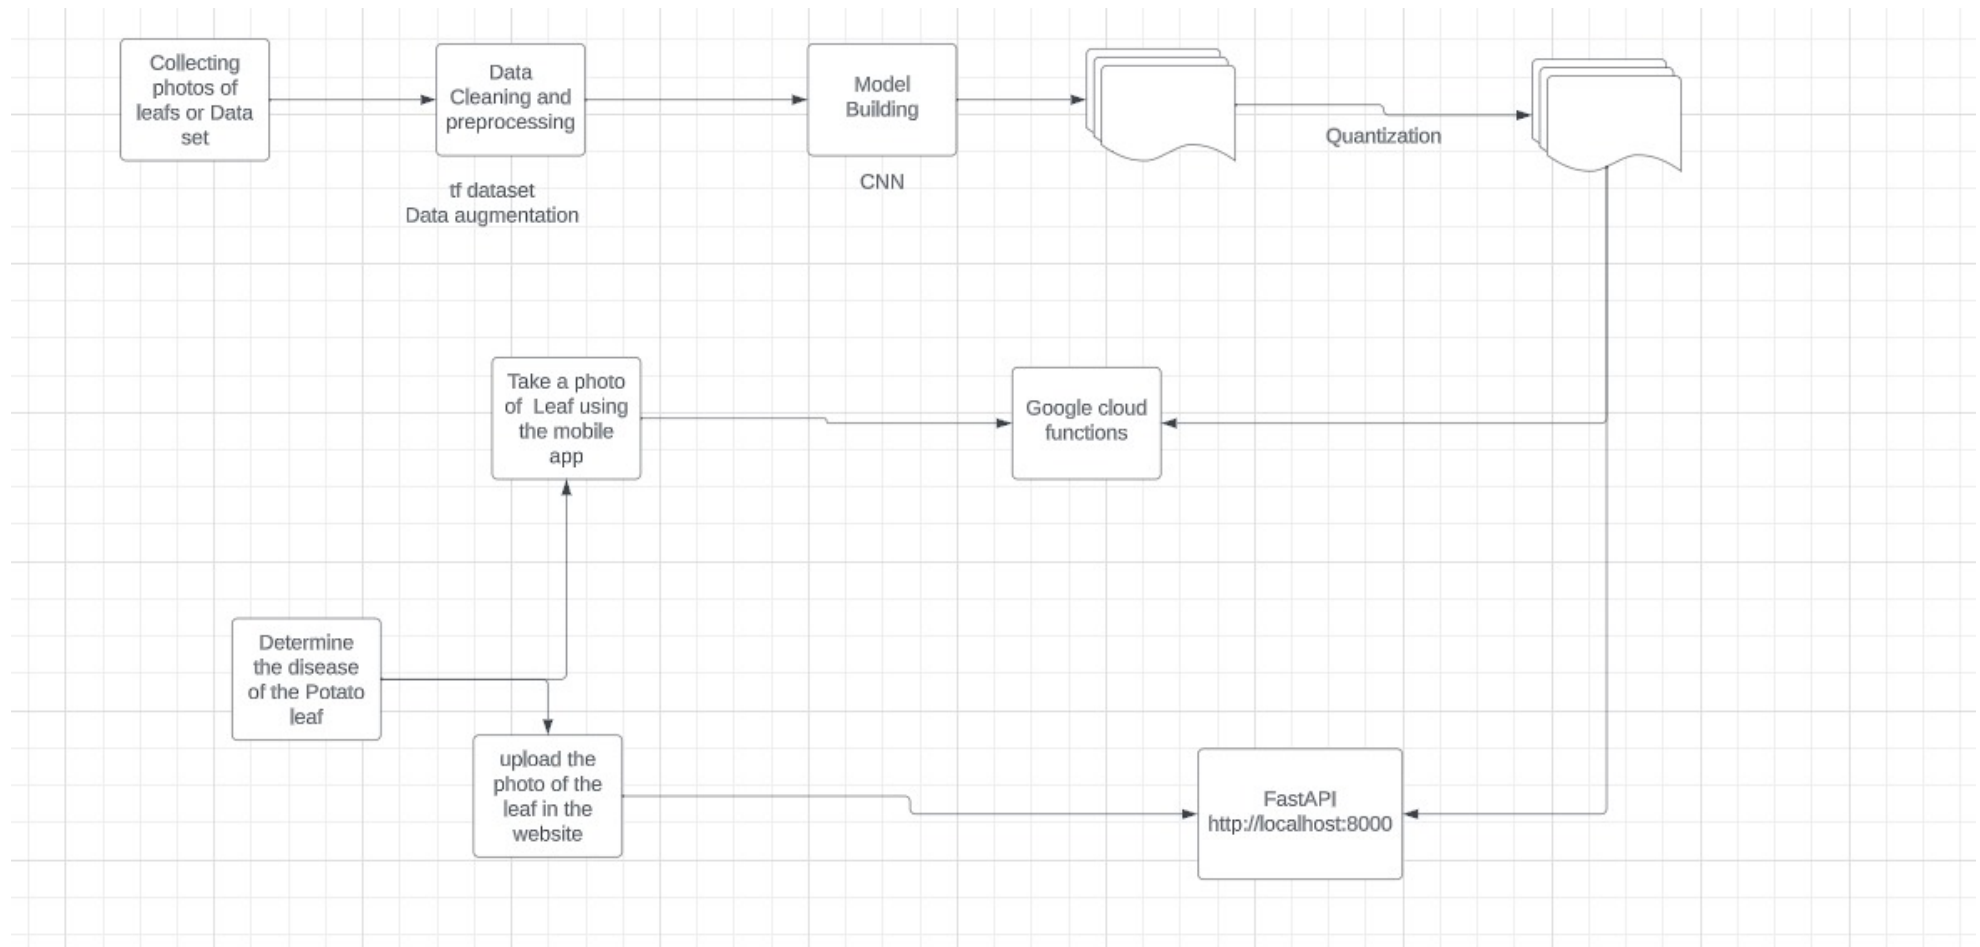 Collecting
photos of
leafs or Data
set
Data
Cleaning and
preprocessing
tf dataset
Data augmentation
Model
Building
CNN
Quantization
Take a photo
of Leaf using
the mobile
app
Google cloud
functions
Determine
the disease
of the Potato
leaf
upload the
photo of the
leaf in the
website
FastAPI
http://localhost:8000